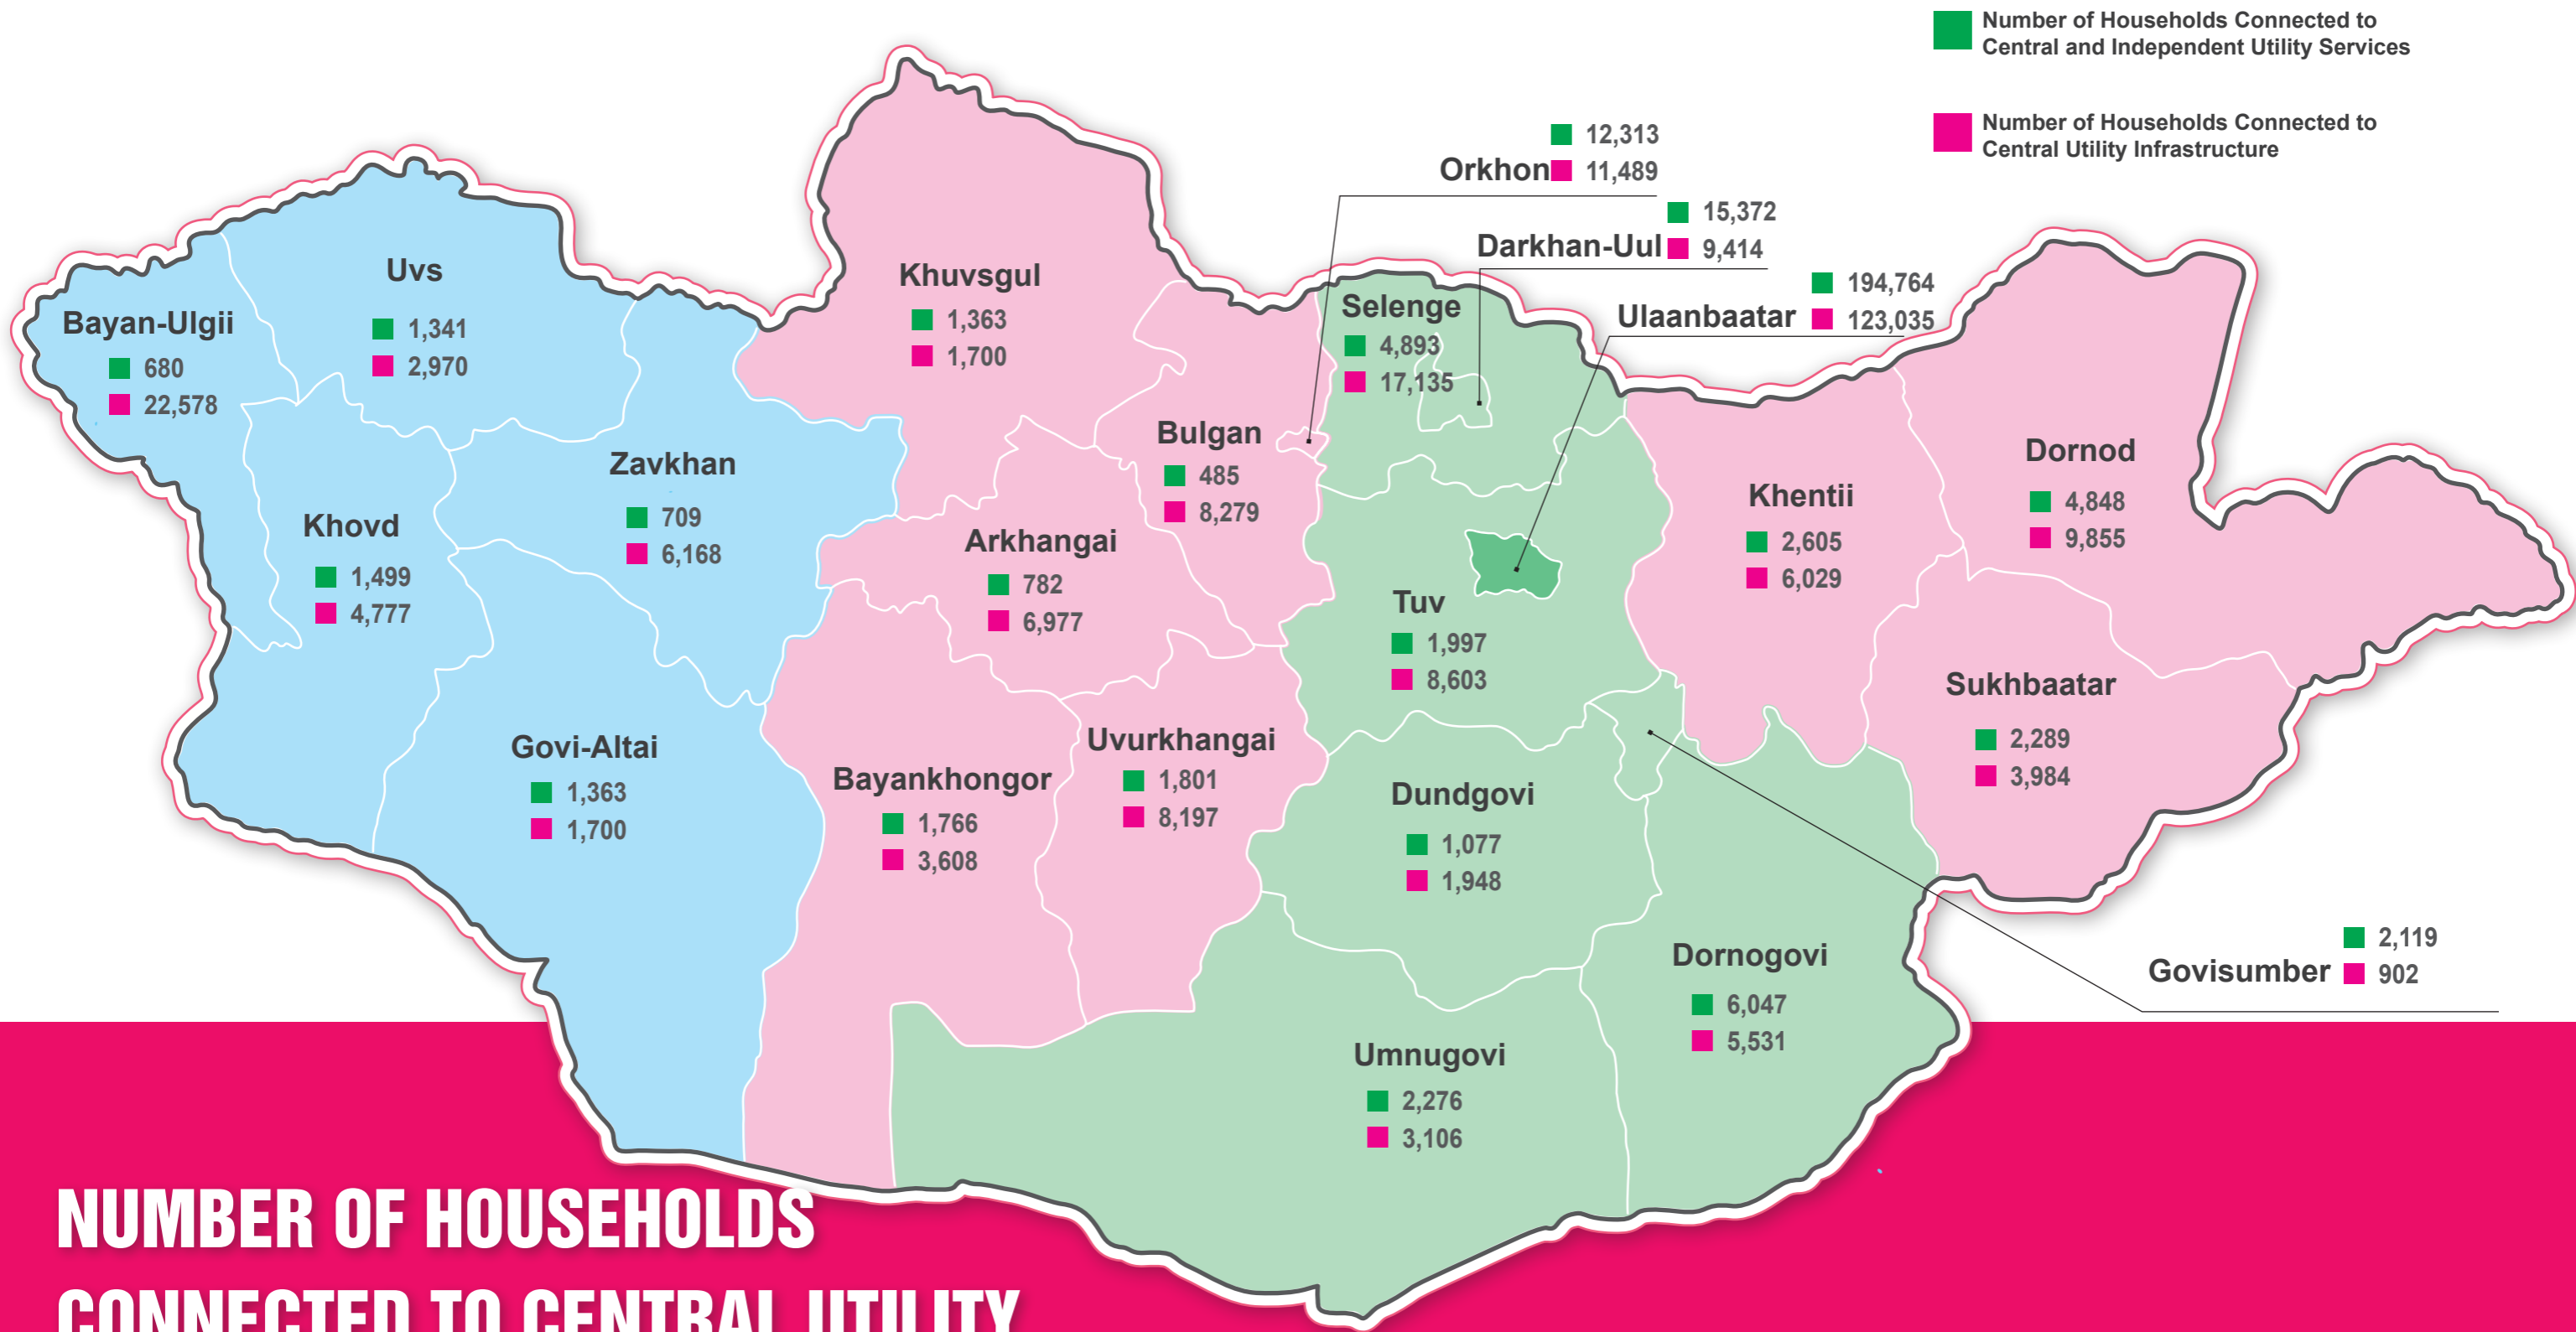 Number of Households Connected to
Central and Independent Utility Services
Number of Households Connected to
Central Utility Infrastructure
12,313
Orkhon 11,489
15,372
Darkhan-Uul 9,414
194,764
Ulaanbaatar 123,035
Khuvsgul
1,363
1,700
Selenge
4,893
17,135
Uvs
1,341
2,970
Bayan-Ulgii
680
22,578
Bulgan
485
8,279
Dornod
4,848
9,855
Zavkhan
709
6,168
Khentii
2,605
6,029
Khovd
1,499
4,777
Arkhangai
782
6,977
Tuv
1,997
8,603
Sukhbaatar
2,289
3,984
Govi-Altai
1,363
1,700
Uvurkhangai
1,801
8,197
Bayankhongor
1,766
3,608
Dundgovi
1,077
1,948
Dornogovi
6,047
5,531
2,119
Govisumber 902
Umnugovi
2,276
3,106
NUMBER OF HOUSEHOLDS
CONNECTED TO CENTRAL UTILITY